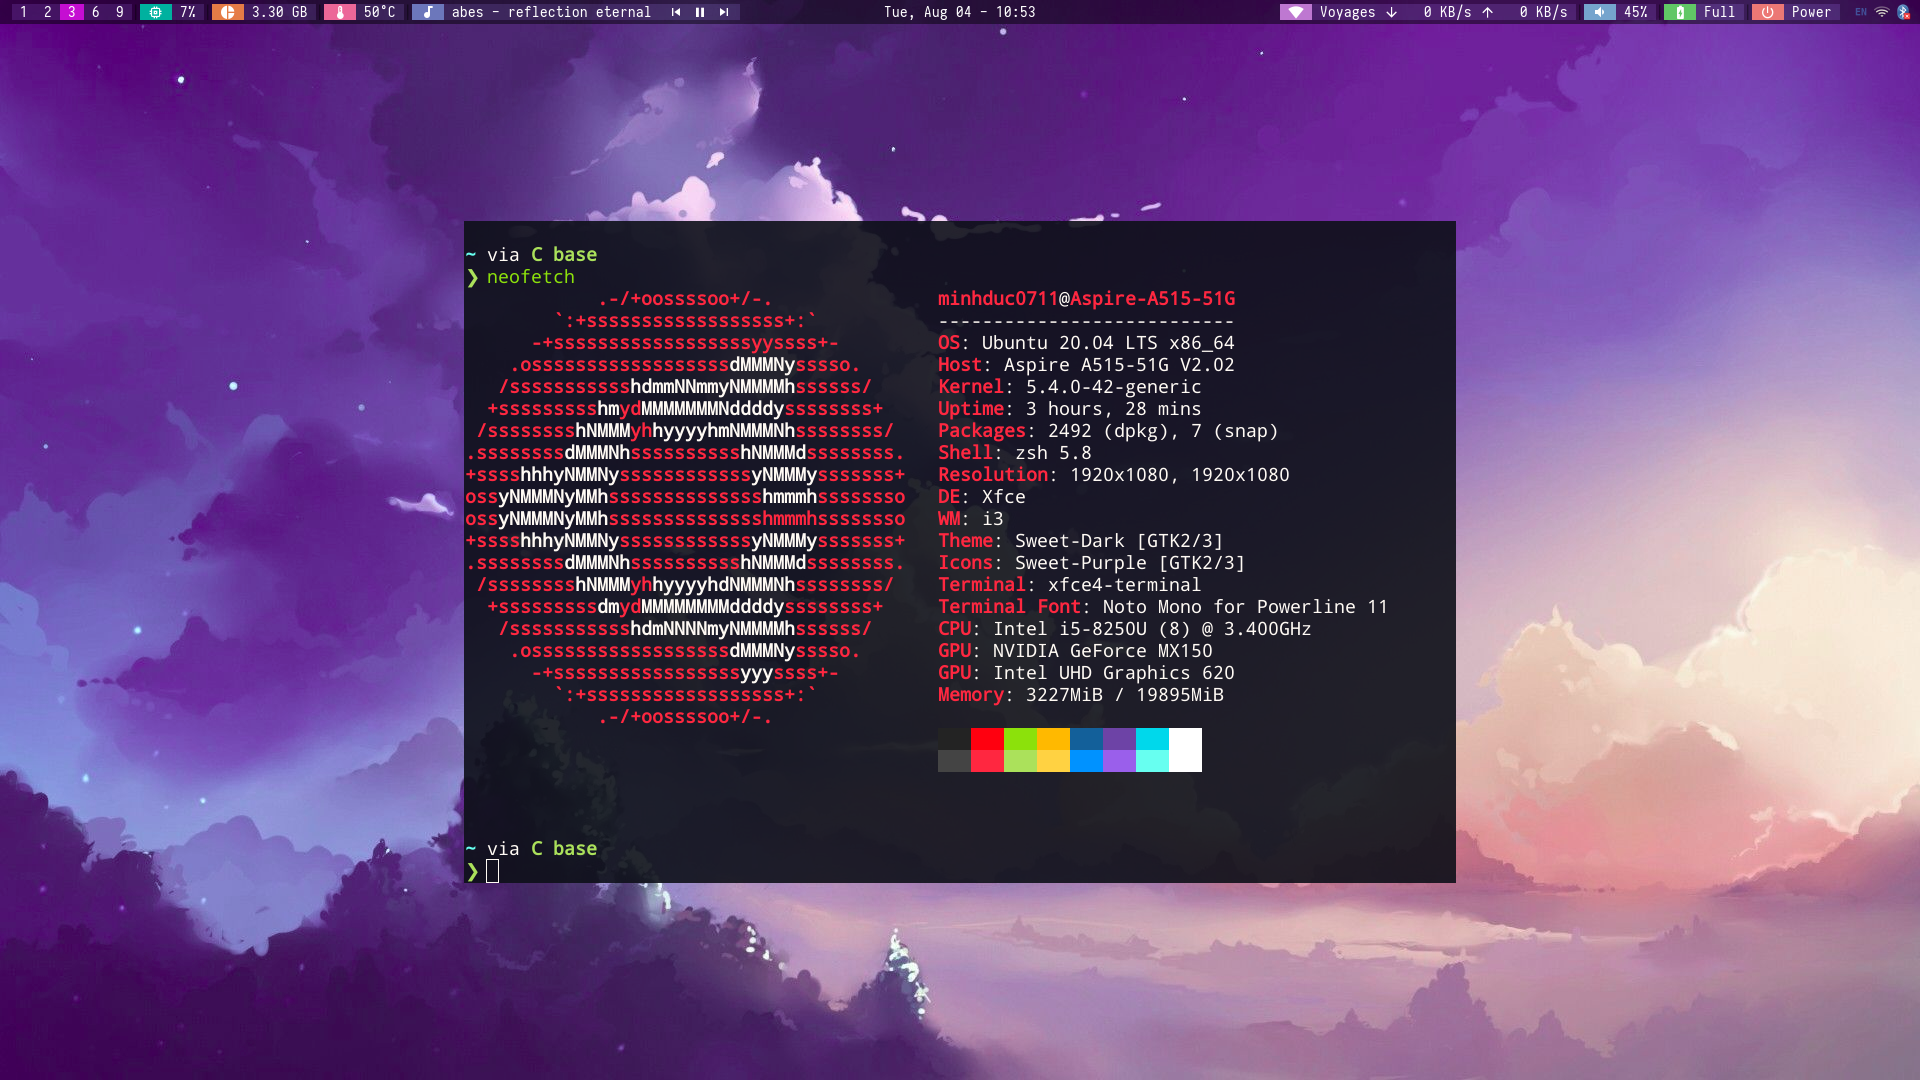 1 2 3 6 9 7% 3.30 GB 50°C abes - reflection eternal Tue, Aug 04 - 10:53 Voyages ↓ 0 KB/s ↑ 0 KB/s 45% Full Power EN
~ via C base
❯ neofetch
.-/+oossssoo+/-.
`:+ssssssssssssssssss+:`
-+ssssssssssssssssssyyssss+-
.ossssssssssssssssssdMMMNysssso.
/ssssssssssshdmmNNmmyNMMMMhssssss/
+ssssssssshmydMMMMMMMNddddyssssssss+
/sssssssshNMMMyhhyyyyhmNMMMNhssssssss/
.ssssssssdMMMNhsssssssssshNMMMdssssssss.
+sssshhhyNMMNyssssssssssssyNMMMysssssss+
ossyNMMMNyMMhsssssssssssssshmmmhssssssso
ossyNMMMNyMMhsssssssssssssshmmmhssssssso
+sssshhhyNMMNyssssssssssssyNMMMysssssss+
.ssssssssdMMMNhsssssssssshNMMMdssssssss.
/sssssssshNMMMyhhyyyyhdNMMMNhssssssss/
+sssssssssdmydMMMMMMMMddddyssssssss+
/ssssssssssshdmNNNNmyNMMMMhssssss/
.ossssssssssssssssssdMMMNysssso.
-+sssssssssssssssssyyyssss+-
`:+ssssssssssssssssss+:`
.-/+oossssoo+/-.
minhduc0711@Aspire-A515-51G
---------------------------
OS: Ubuntu 20.04 LTS x86_64
Host: Aspire A515-51G V2.02
Kernel: 5.4.0-42-generic
Uptime: 3 hours, 28 mins
Packages: 2492 (dpkg), 7 (snap)
Shell: zsh 5.8
Resolution: 1920x1080, 1920x1080
DE: Xfce
WM: i3
Theme: Sweet-Dark [GTK2/3]
Icons: Sweet-Purple [GTK2/3]
Terminal: xfce4-terminal
Terminal Font: Noto Mono for Powerline 11
CPU: Intel i5-8250U (8) @ 3.400GHz
GPU: NVIDIA GeForce MX150
GPU: Intel UHD Graphics 620
Memory: 3227MiB / 19895MiB
~ via C base
❯